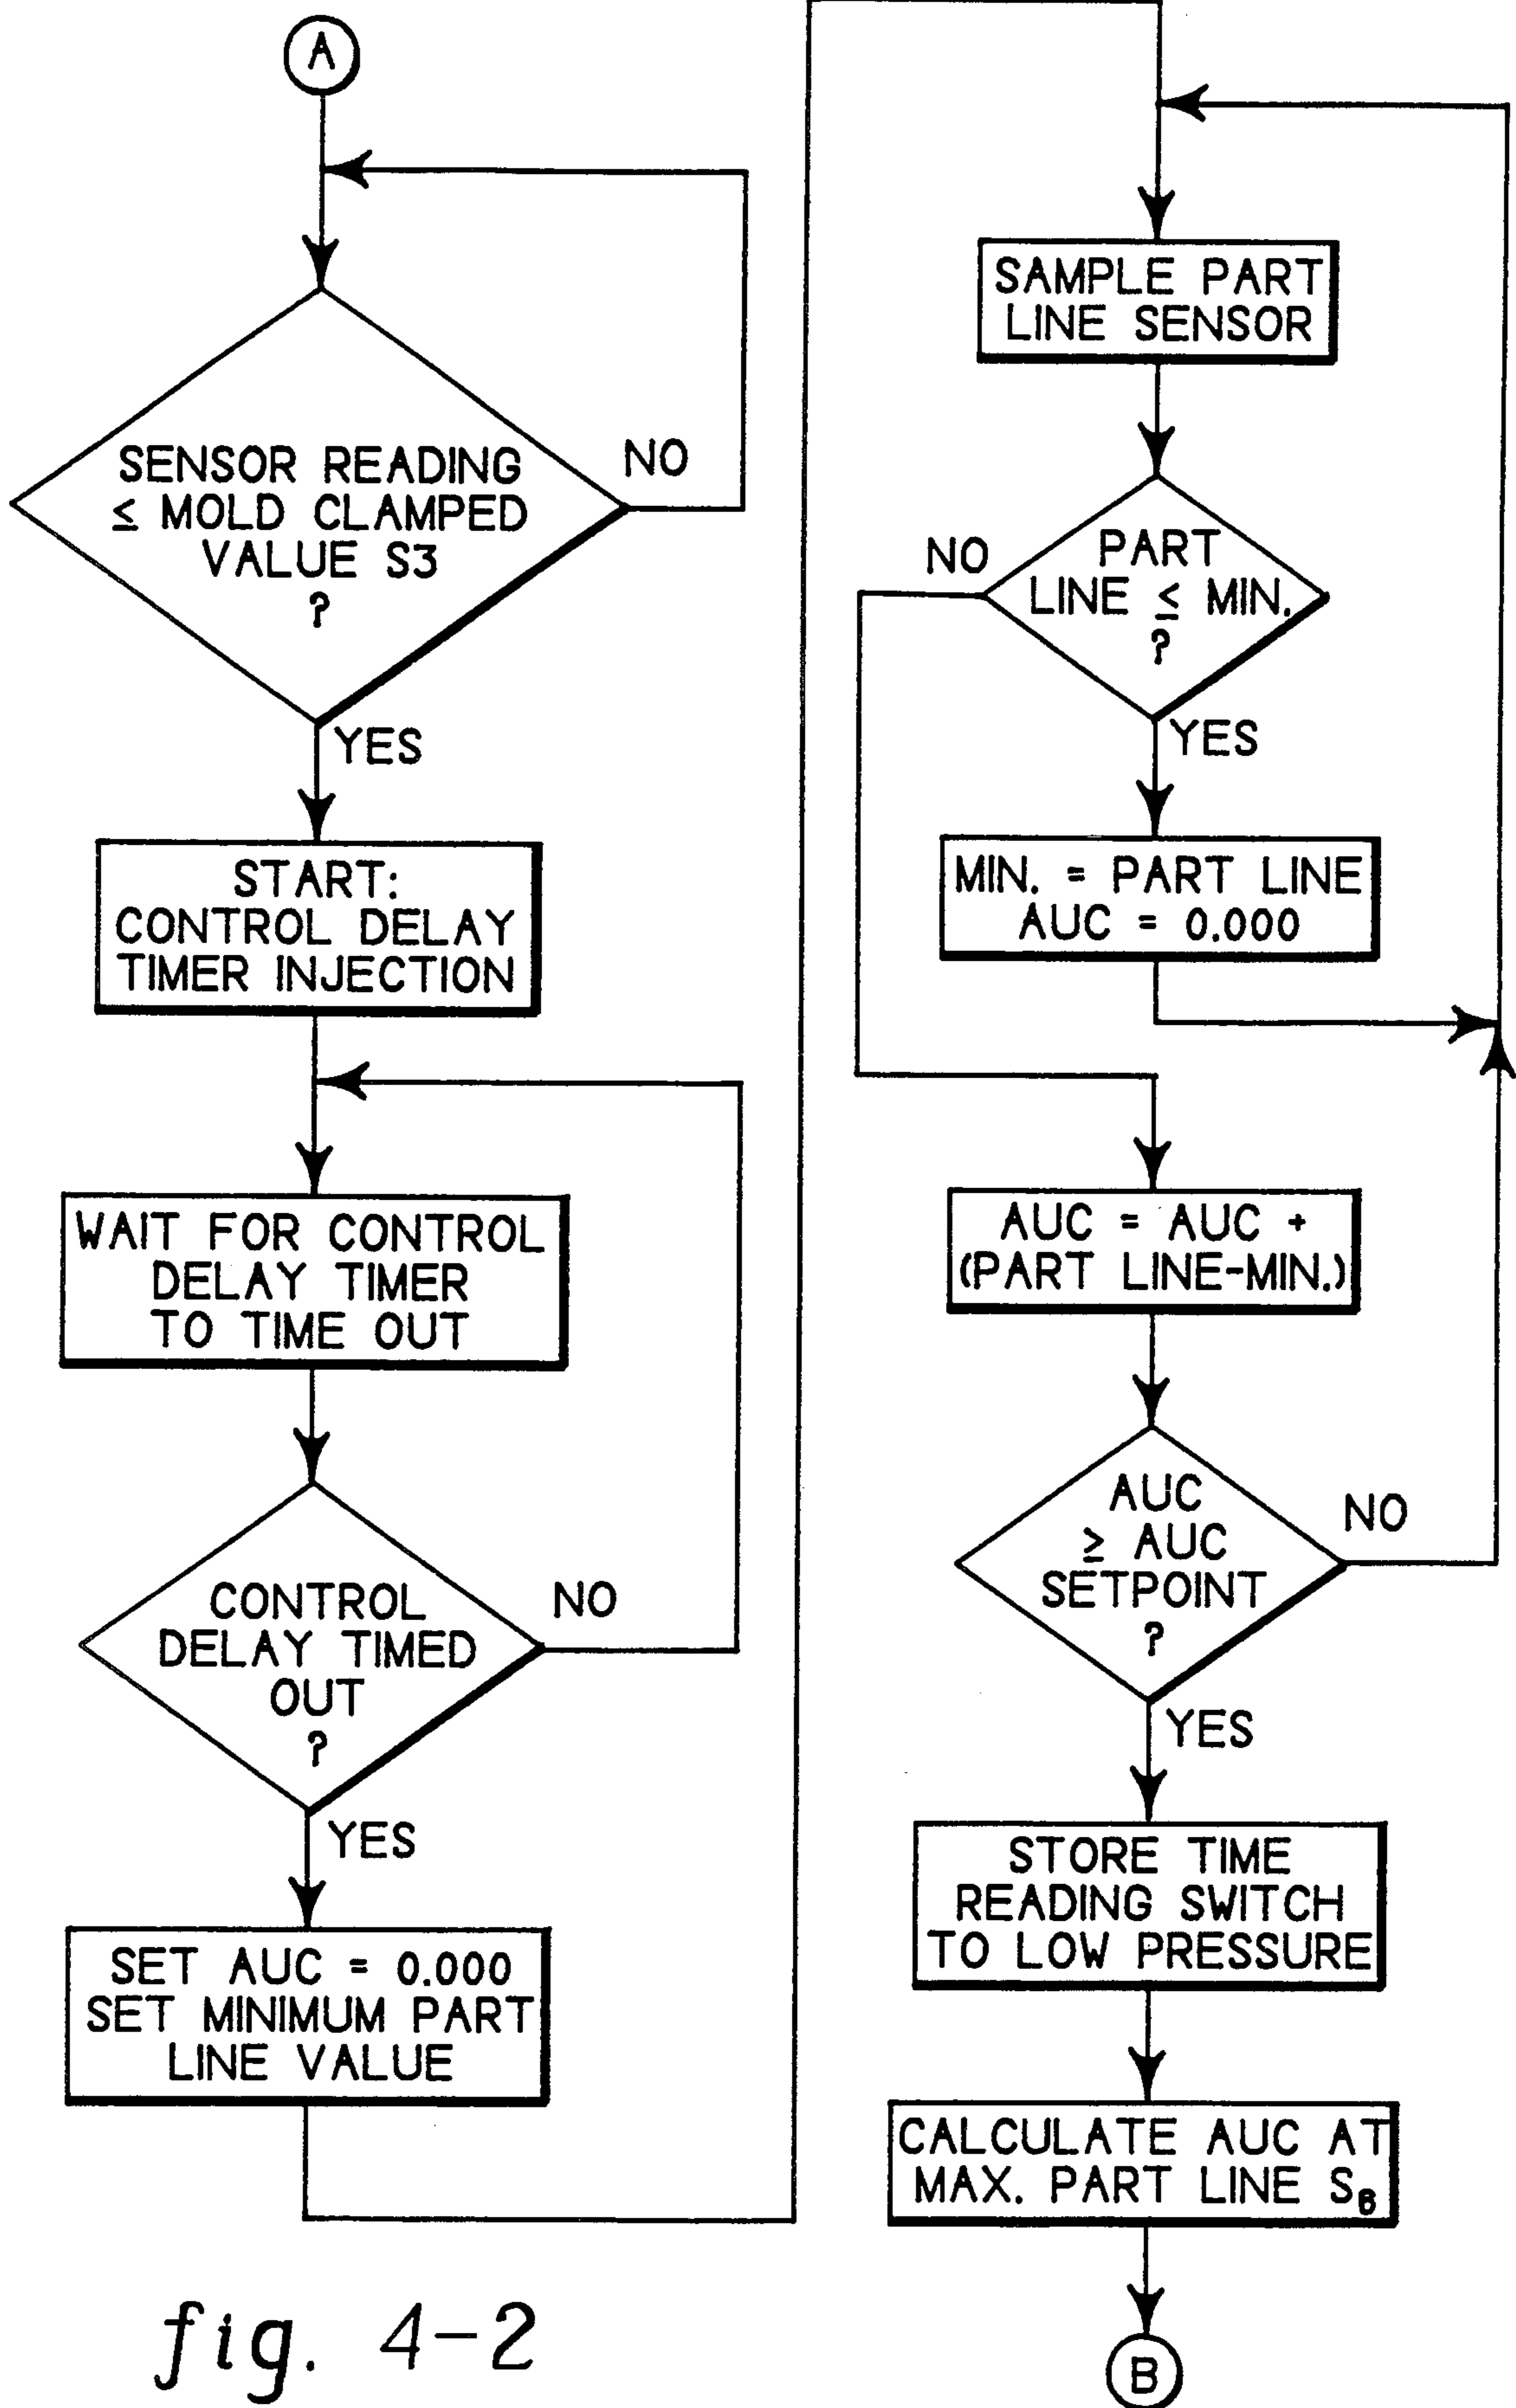 A
SENSOR READING
≤ MOLD CLAMPED
VALUE S3
?
NO
YES
START:
CONTROL DELAY
TIMER INJECTION
WAIT FOR CONTROL
DELAY TIMER
TO TIME OUT
CONTROL
DELAY TIMED
OUT
?
NO
YES
SET AUC = 0.000
SET MINIMUM PART
LINE VALUE
SAMPLE PART
LINE SENSOR
PART
LINE ≤ MIN.
?
NO
YES
MIN. = PART LINE
AUC = 0.000
AUC = AUC +
(PART LINE-MIN.)
AUC
≥ AUC
SETPOINT
?
NO
YES
STORE TIME
READING SWITCH
TO LOW PRESSURE
CALCULATE AUC AT
MAX. PART LINE S₆
B
fig. 4-2